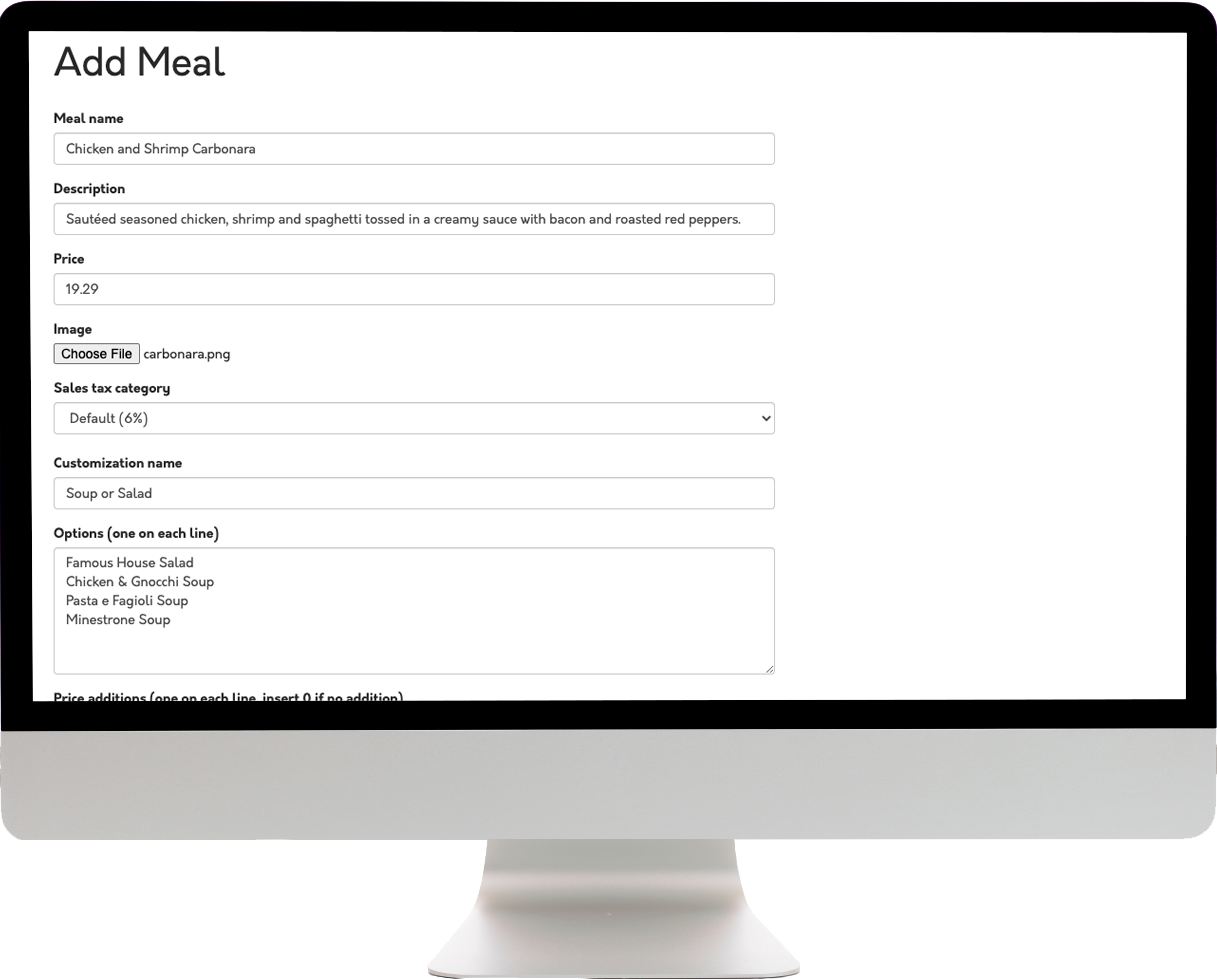 Add Meal
Meal name
Chicken and Shrimp Carbonara
Description
Sautéed seasoned chicken, shrimp and spaghetti tossed in a creamy sauce with bacon and roasted red peppers.
Price
19.29
Image
Choose File carbonara.png
Sales tax category
Default (6%)
Customization name
Soup or Salad
Options (one on each line)
Famous House Salad
Chicken & Gnocchi Soup
Pasta e Fagioli Soup
Minestrone Soup
Price additions (one on each line, insert 0 if no addition)